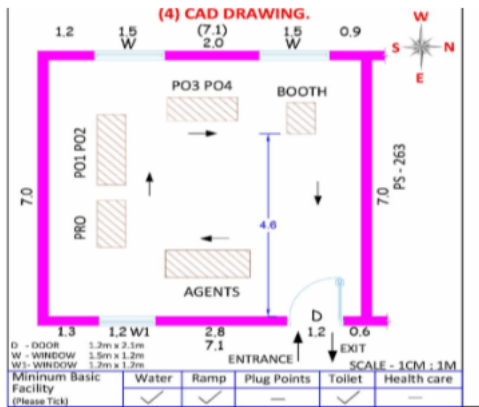 (4) CAD DRAWING.
1,2 1,5 (7.1) 1,5 0,9
W 2,0 W
W
S N
E
PO3 PO4
BOOTH
PO1 PO2
PRO
7.0
4.6
7.0
PS - 263
AGENTS
D
1.3 1,2 W1 2,8 1,2 0,6
7.1
D - DOOR 1.2m x 2.1m
W - WINDOW 1.5m x 1.2m
W1- WINDOW 1.2m x 1.2m
ENTRANCE
EXIT
SCALE - 1CM : 1M
Mininum Basic Facility (Please Tick) Water Ramp Plug Points Toilet Health care
✓ ✓ — ✓ —